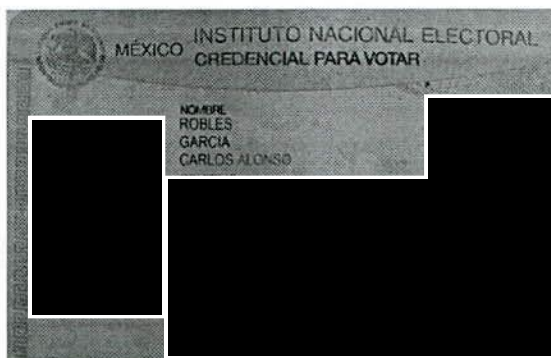 MÉXICO
INSTITUTO NACIONAL ELECTORAL
CREDENCIAL PARA VOTAR
NOMBRE
ROBLES
GARCIA
CARLOS ALONSO